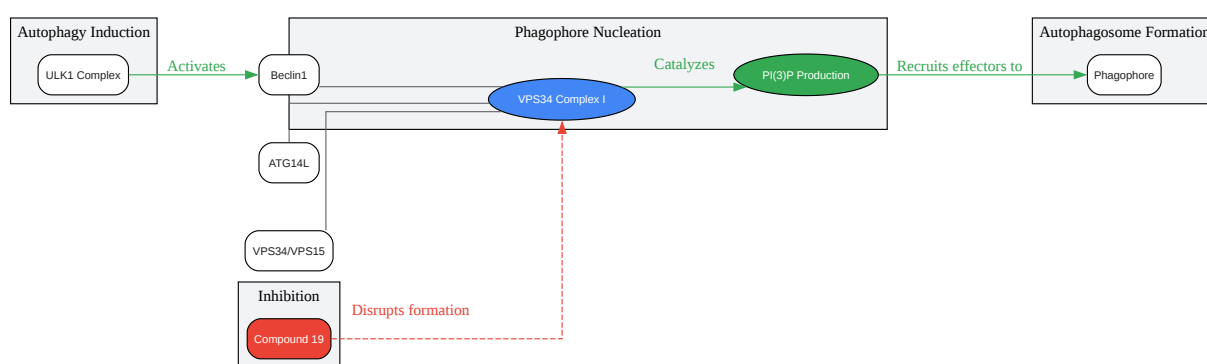 Autophagy Induction
ULK1 Complex
Activates
Phagophore Nucleation
Beclin1
VPS34 Complex I
Catalyzes
PI(3)P Production
Recruits effectors to
Autophagosome Formation
Phagophore
ATG14L
VPS34/VPS15
Inhibition
Compound 19
Disrupts formation